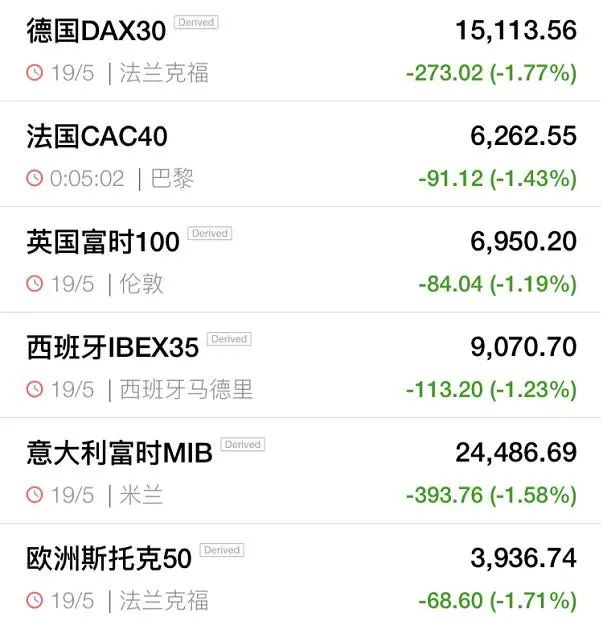 德国DAX30 Derived 15,113.56
19/5 | 法兰克福 -273.02 (-1.77%)
法国CAC40 6,262.55
0:05:02 | 巴黎 -91.12 (-1.43%)
英国富时100 Derived 6,950.20
19/5 | 伦敦 -84.04 (-1.19%)
西班牙IBEX35 Derived 9,070.70
19/5 | 西班牙马德里 -113.20 (-1.23%)
意大利富时MIB Derived 24,486.69
19/5 | 米兰 -393.76 (-1.58%)
欧洲斯托克50 Derived 3,936.74
19/5 | 法兰克福 -68.60 (-1.71%)